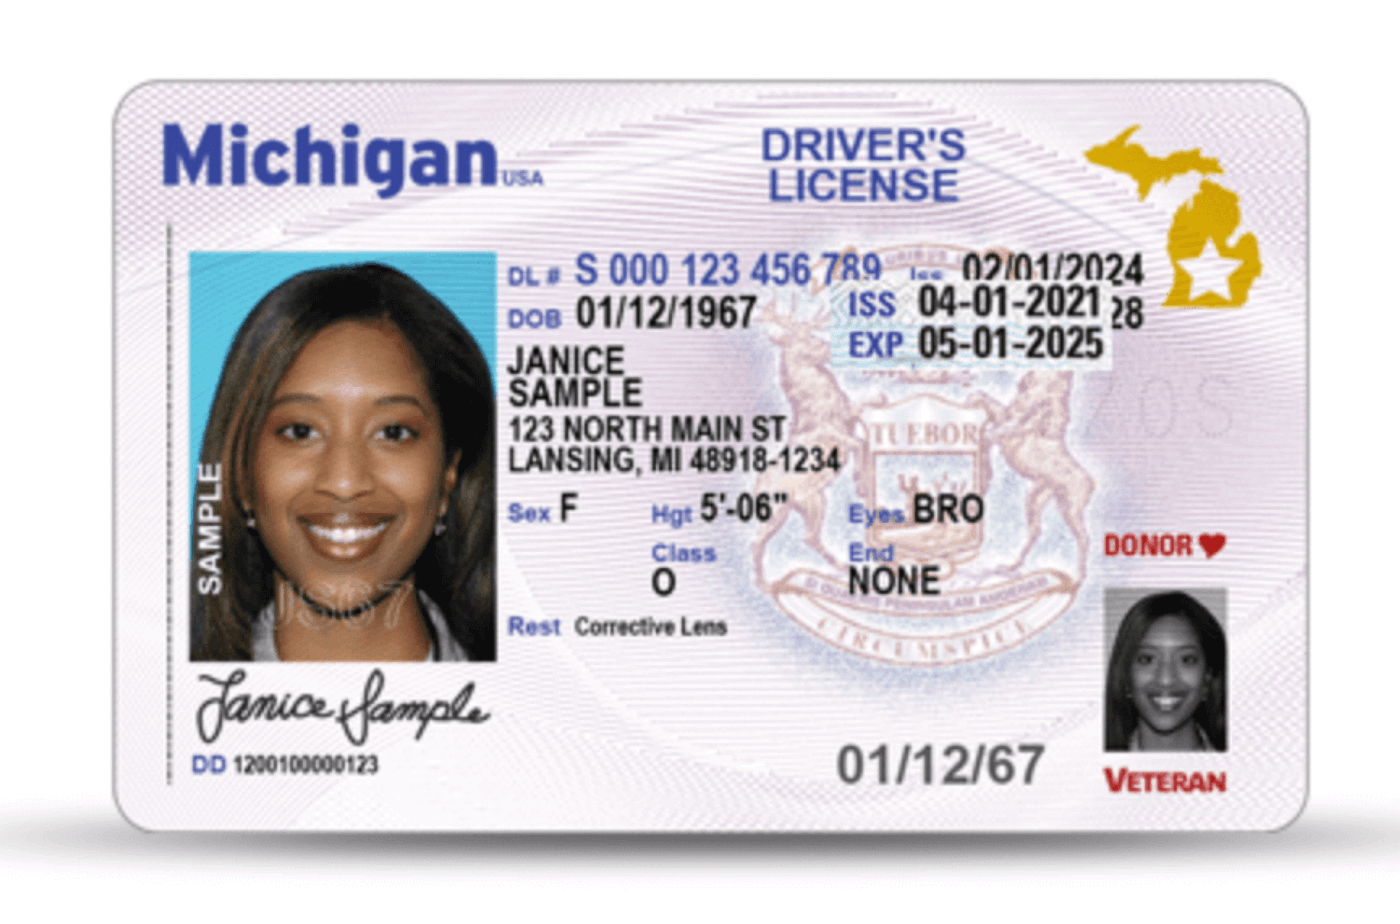 Michigan USA
DRIVER'S
LICENSE
DL # S 000 123 456 789 Iss 02/01/2024
DOB 01/12/1967
28
ISS 04-01-2021
EXP 05-01-2025
JANICE
SAMPLE
123 NORTH MAIN ST
LANSING, MI 48918-1234
Sex F Hgt 5'-06" Eyes BRO
Class End
O NONE
Rest Corrective Lens
TUEBOR
CIRCUMSPICE
SAMPLE
JS67
Janice Sample
DD 1200100000123
01/12/67
DONOR
VETERAN